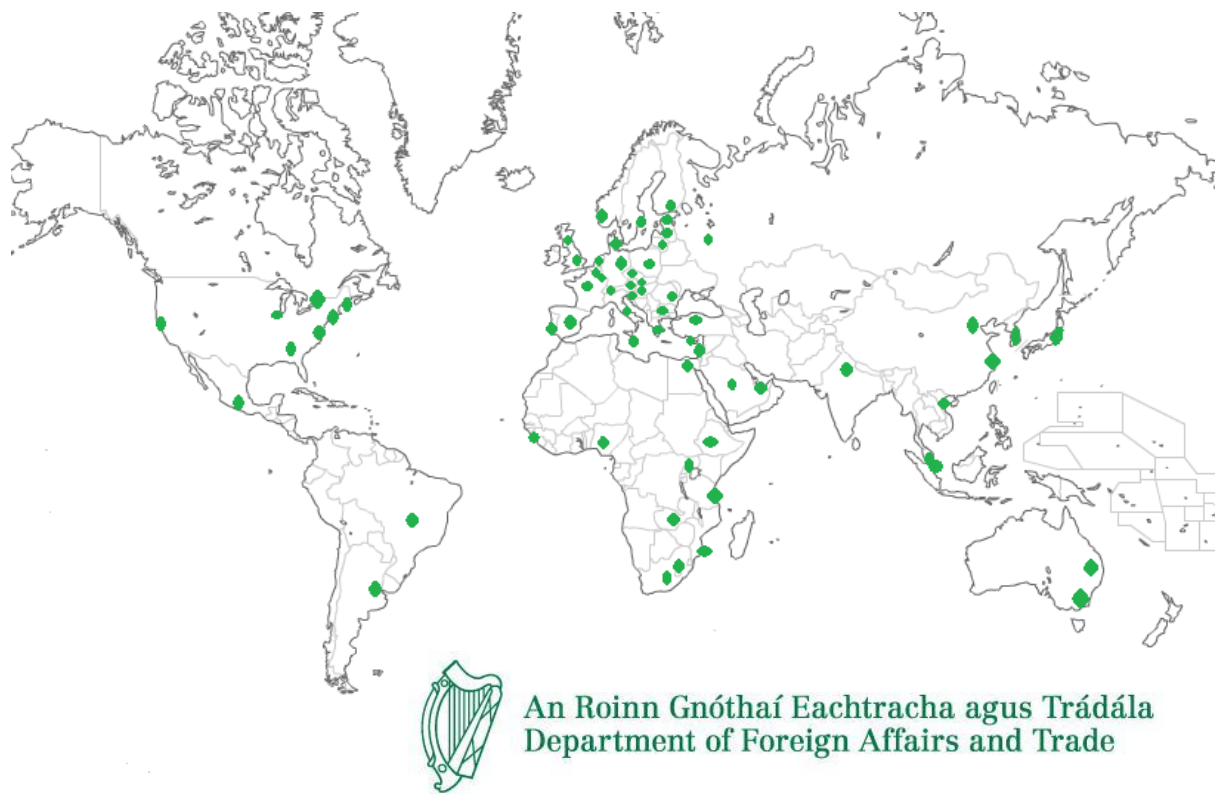 An Roinn Gnóthaí Eachtracha agus Trádála
Department of Foreign Affairs and Trade